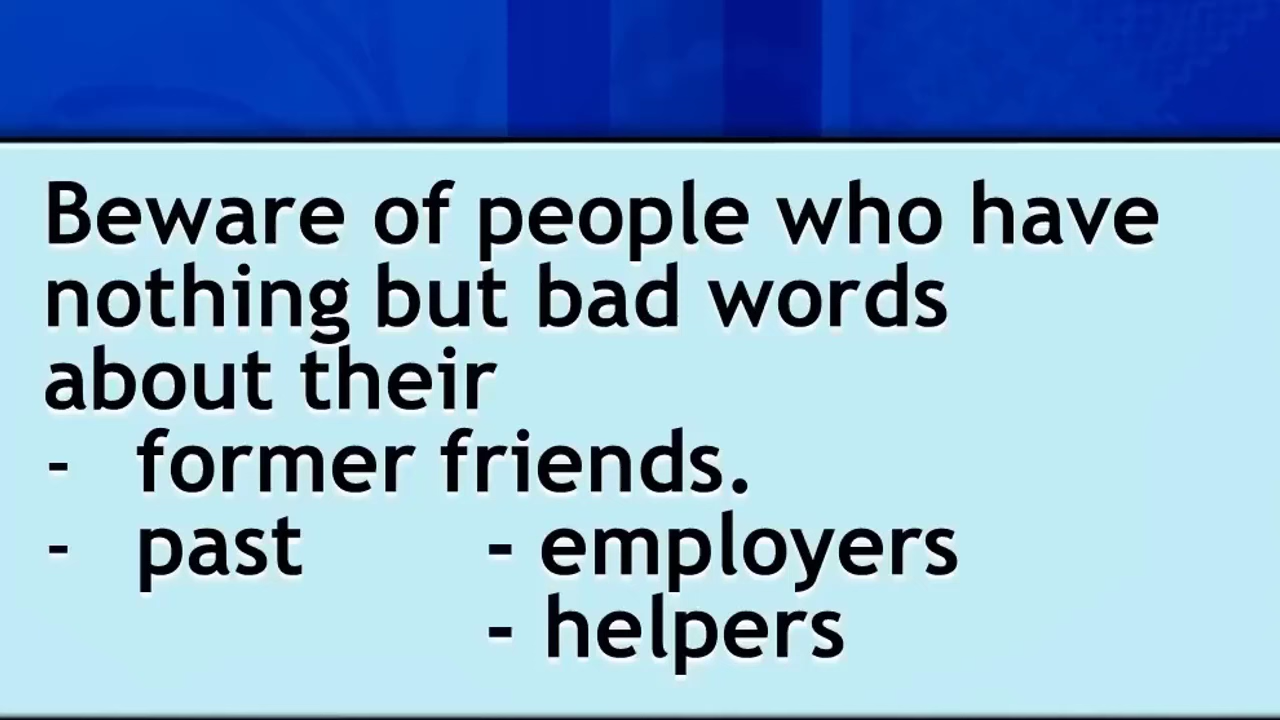 Beware of people who have
nothing but bad words
about their
- former friends.
- past - employers
- helpers